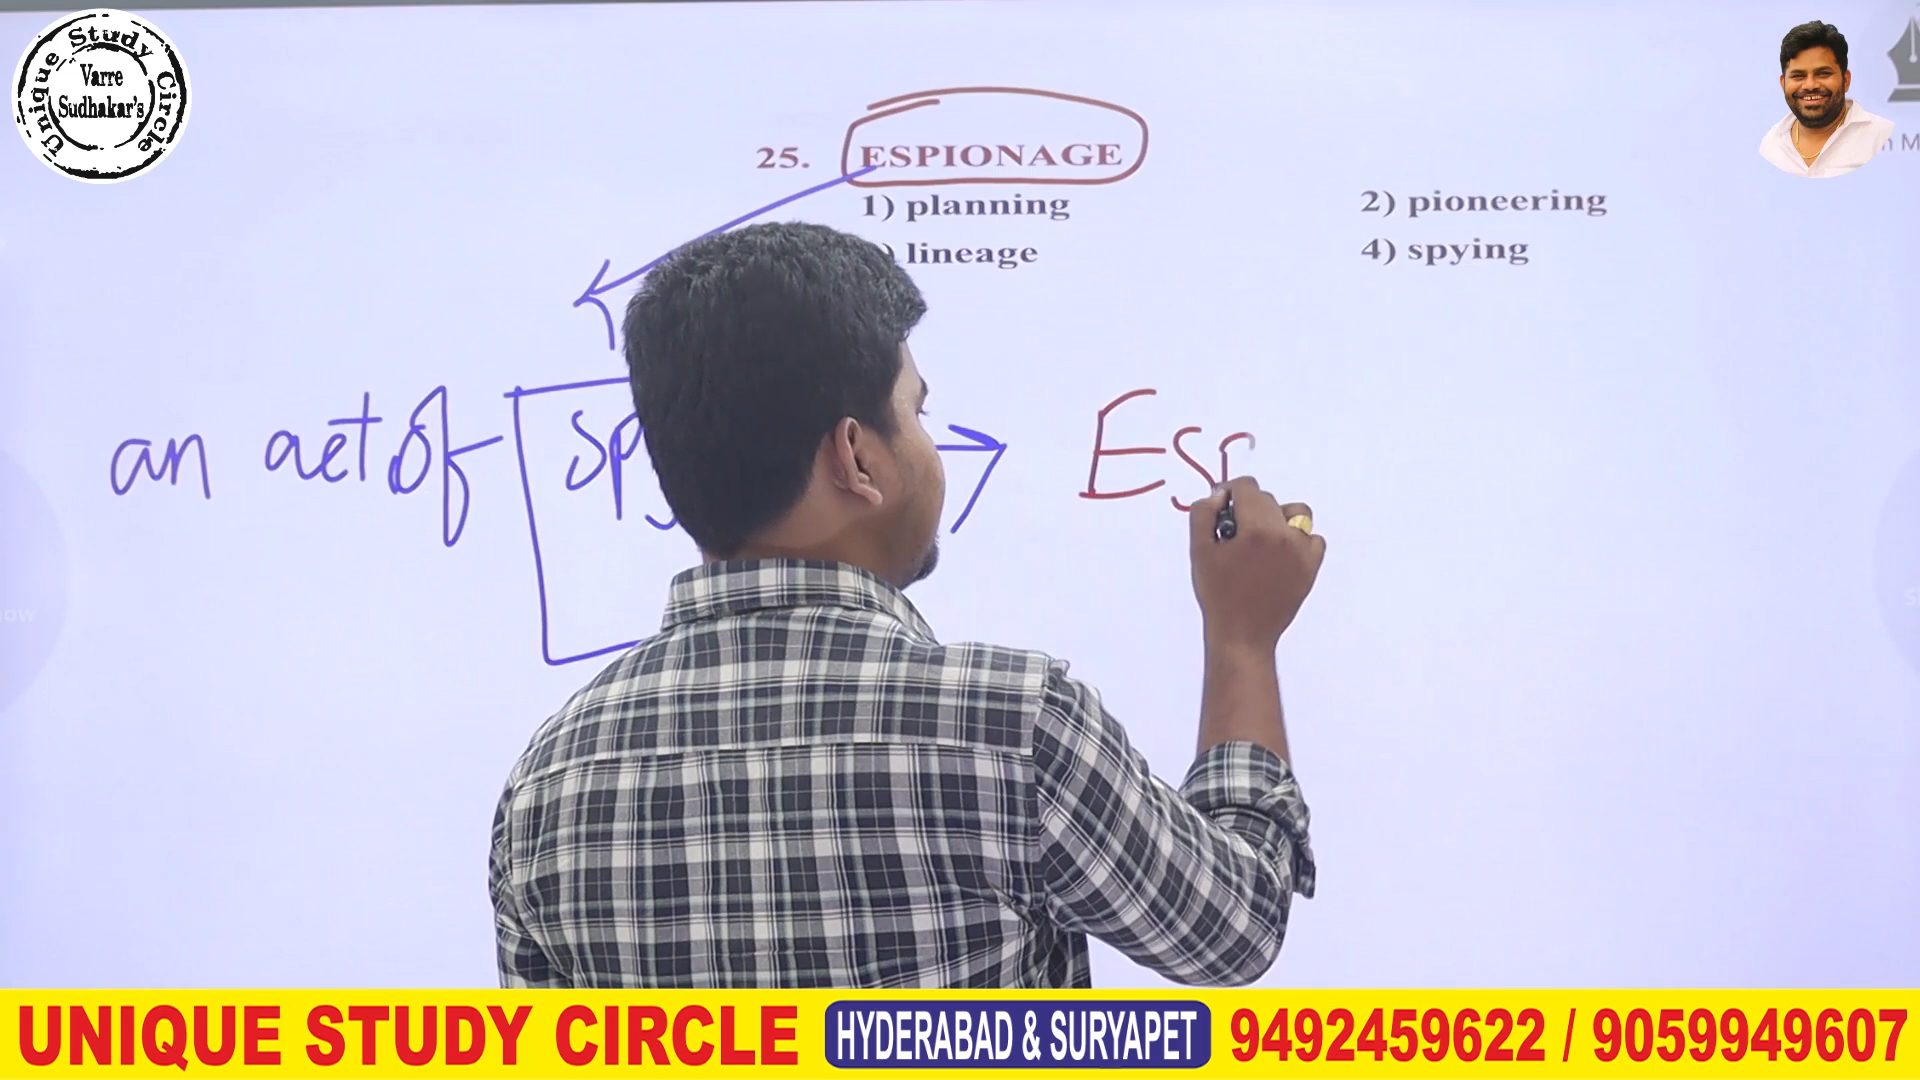 Unique Study Circle
Varre
Sudhakar's
25. ESPIONAGE
1) planning
2) pioneering
) lineage
4) spying
an act of
Esp
UNIQUE STUDY CIRCLE HYDERABAD & SURYAPET 9492459622 / 9059949607